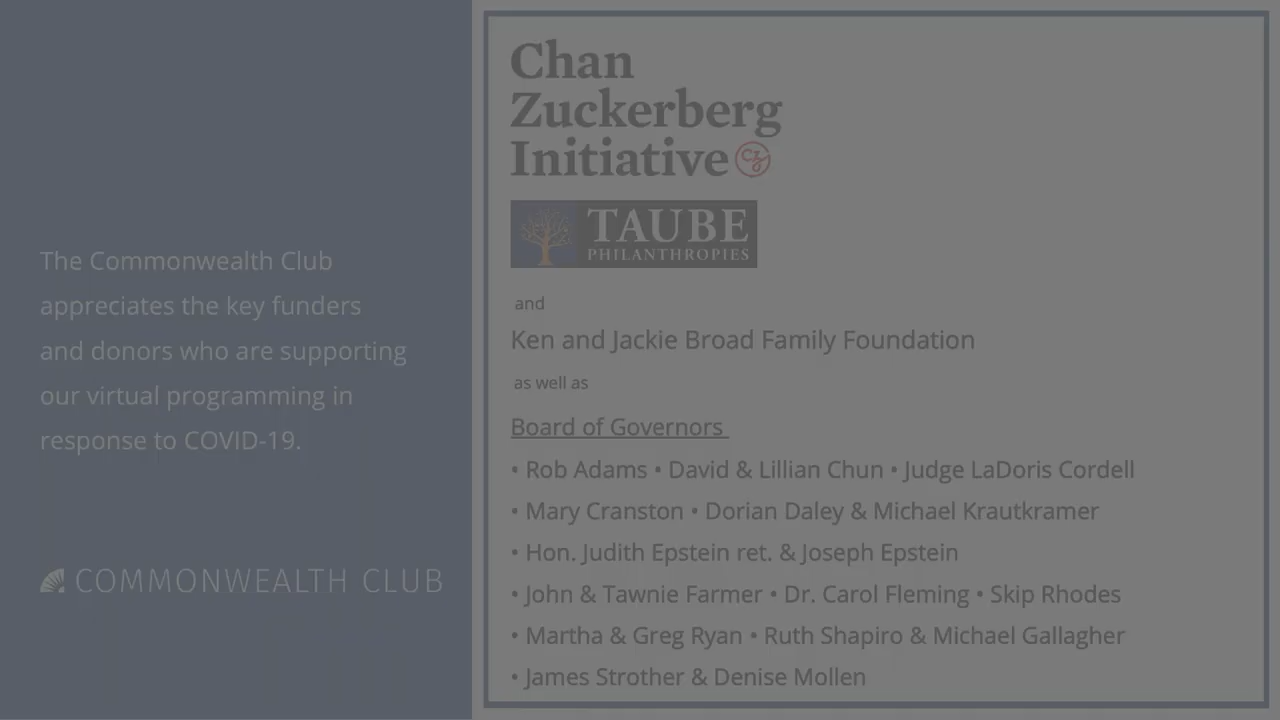 The Commonwealth Club
appreciates the key funders
and donors who are supporting
our virtual programming in
response to COVID-19.
COMMONWEALTH CLUB
Chan
Zuckerberg
Initiative CZ
TAUBE
PHILANTHROPIES
and
Ken and Jackie Broad Family Foundation
as well as
Board of Governors
• Rob Adams • David & Lillian Chun • Judge LaDoris Cordell
• Mary Cranston • Dorian Daley & Michael Krautkramer
• Hon. Judith Epstein ret. & Joseph Epstein
• John & Tawnie Farmer • Dr. Carol Fleming • Skip Rhodes
• Martha & Greg Ryan • Ruth Shapiro & Michael Gallagher
• James Strother & Denise Mollen